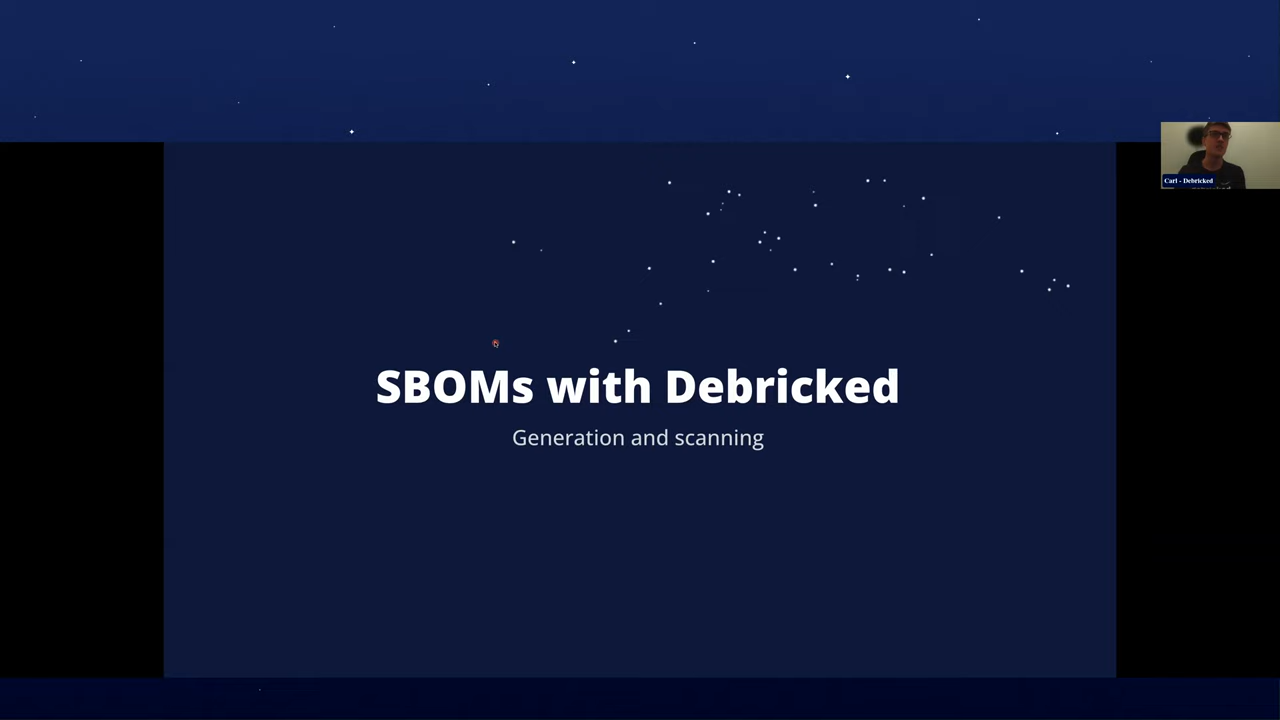 Carl - Debricked
SBOMs with Debricked
Generation and scanning